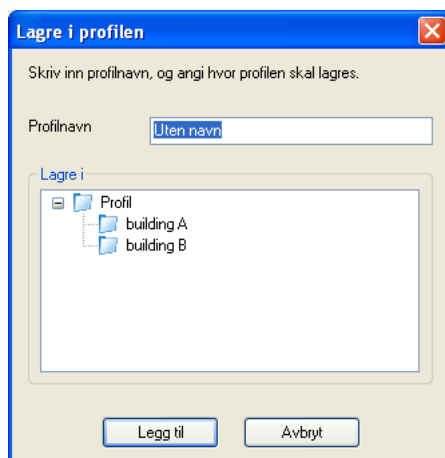 Lagre i profilen
Skriv inn profilnavn, og angi hvor profilen skal lagres.
Profilnavn
Uten navn
Lagre i
Profil
building A
building B
Legg til
Avbryt